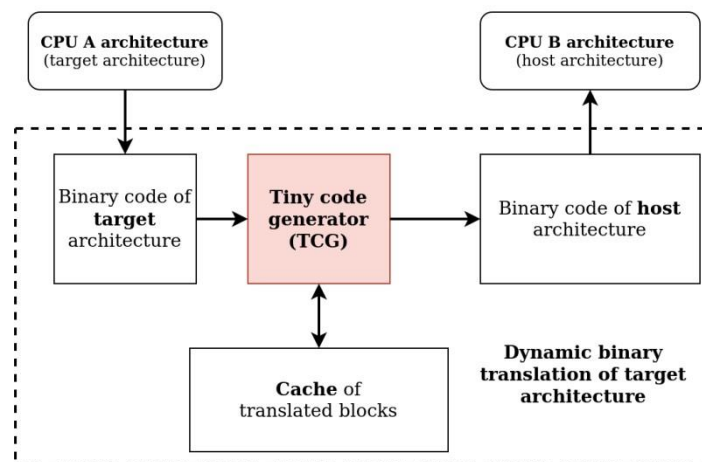 CPU A architecture
(target architecture)
CPU B architecture
(host architecture)
Binary code of
target
architecture
Tiny code
generator
(TCG)
Binary code of host
architecture
Cache of
translated blocks
Dynamic binary
translation of target
architecture